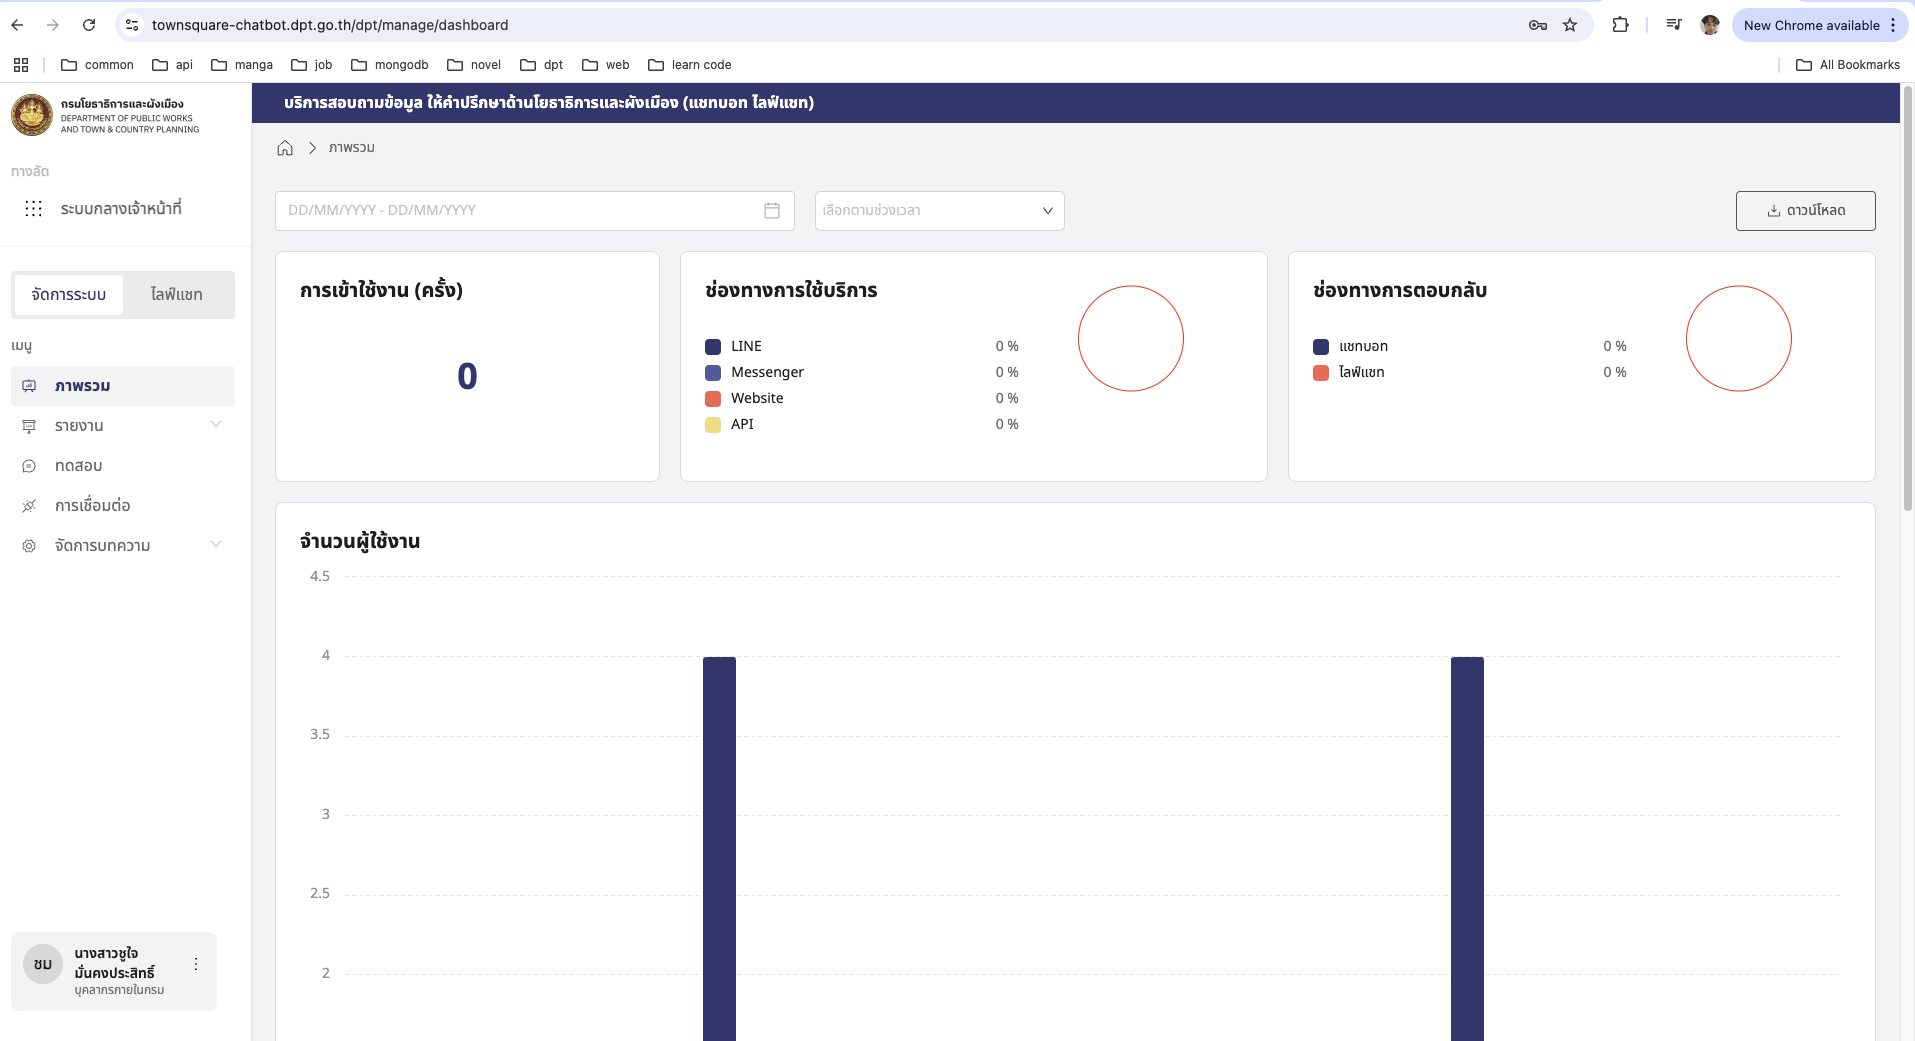 townsquare-chatbot.dpt.go.th/dpt/manage/dashboard
New Chrome available
common
api
manga
job
mongodb
novel
dpt
web
learn code
All Bookmarks
กรมโยธาธิการและผังเมือง
DEPARTMENT OF PUBLIC WORKS
AND TOWN & COUNTRY PLANNING
บริการสอบถามข้อมูล ให้คำปรึกษาด้านโยธาธิการและผังเมือง (แชทบอท ไลฟ์แชท)
ภาพรวม
ทางลัด
ระบบกลางเจ้าหน้าที่
จัดการระบบ
ไลฟ์แชท
เมนู
ภาพรวม
รายงาน
ทดสอบ
การเชื่อมต่อ
จัดการบทความ
ชม
นางสาวชูใจ
มั่นคงประสิทธิ์
บุคลากรภายในกรม
DD/MM/YYYY - DD/MM/YYYY
เลือกตามช่วงเวลา
ดาวน์โหลด
การเข้าใช้งาน (ครั้ง)
0
ช่องทางการใช้บริการ
LINE 0 %
Messenger 0 %
Website 0 %
API 0 %
ช่องทางการตอบกลับ
แชทบอท 0 %
ไลฟ์แชท 0 %
จำนวนผู้ใช้งาน
4.5
4
3.5
3
2.5
2